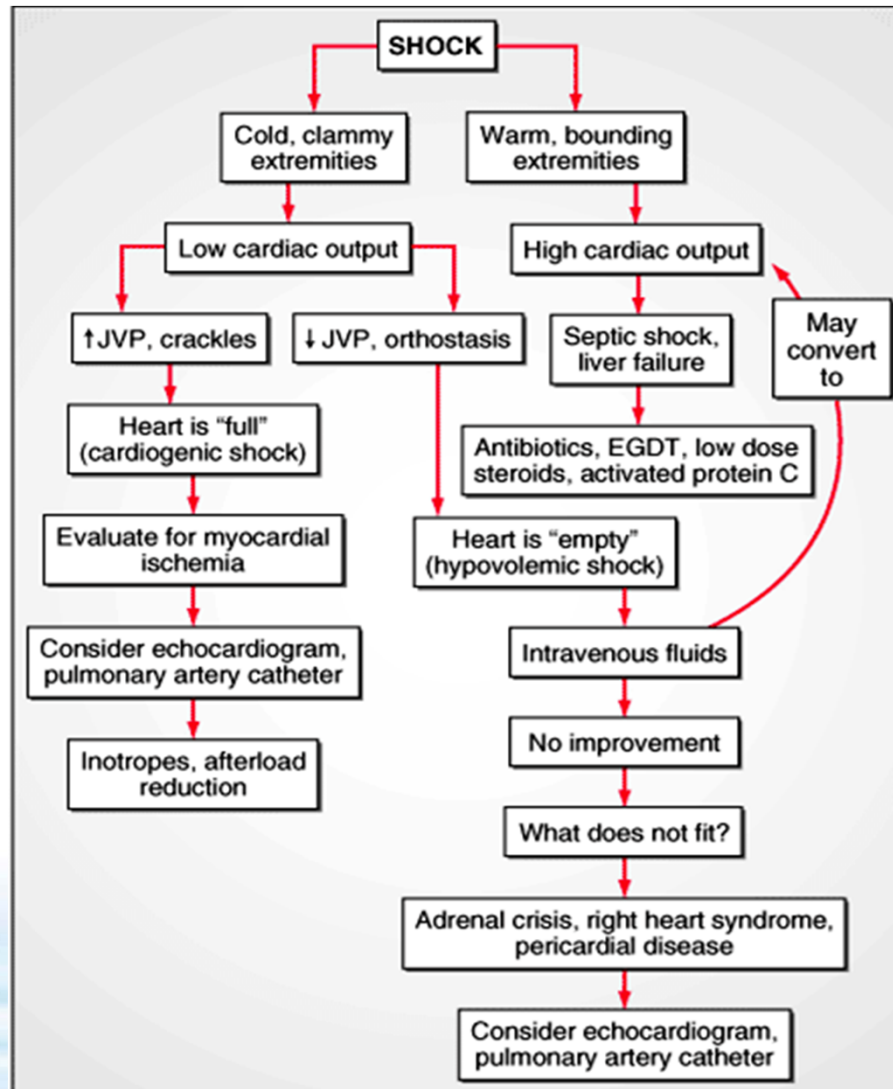 SHOCK
Cold, clammy
extremities
Warm, bounding
extremities
Low cardiac output
High cardiac output
↑JVP, crackles
↓ JVP, orthostasis
Septic shock,
liver failure
May
convert
to
Heart is “full”
(cardiogenic shock)
Antibiotics, EGDT, low dose
steroids, activated protein C
Evaluate for myocardial
ischemia
Heart is “empty”
(hypovolemic shock)
Consider echocardiogram,
pulmonary artery catheter
Intravenous fluids
Inotropes, afterload
reduction
No improvement
What does not fit?
Adrenal crisis, right heart syndrome,
pericardial disease
Consider echocardiogram,
pulmonary artery catheter